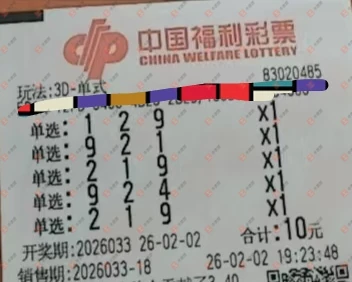 中国福利彩票
CHINA WELFARE LOTTERY
83020485
玩法:3D-单式
单选: 1 2 9 X1
单选: 9 2 1 X1
单选: 2 1 9 X1
单选: 9 2 4 X1
单选: 2 1 9 X1
合计:10元
开奖期:2026033 26-02-02
销售期:2026033-18 26-02-02 19:23:48